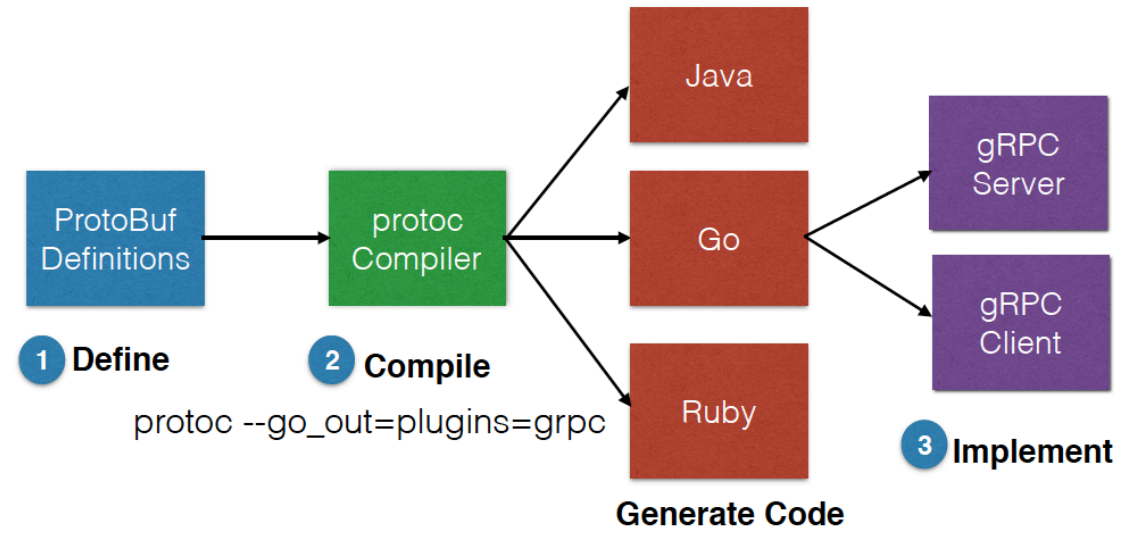 ProtoBuf
Definitions
1 Define
protoc
Compiler
2 Compile
protoc --go_out=plugins=grpc
Java
Go
Ruby
Generate Code
gRPC
Server
gRPC
Client
3 Implement